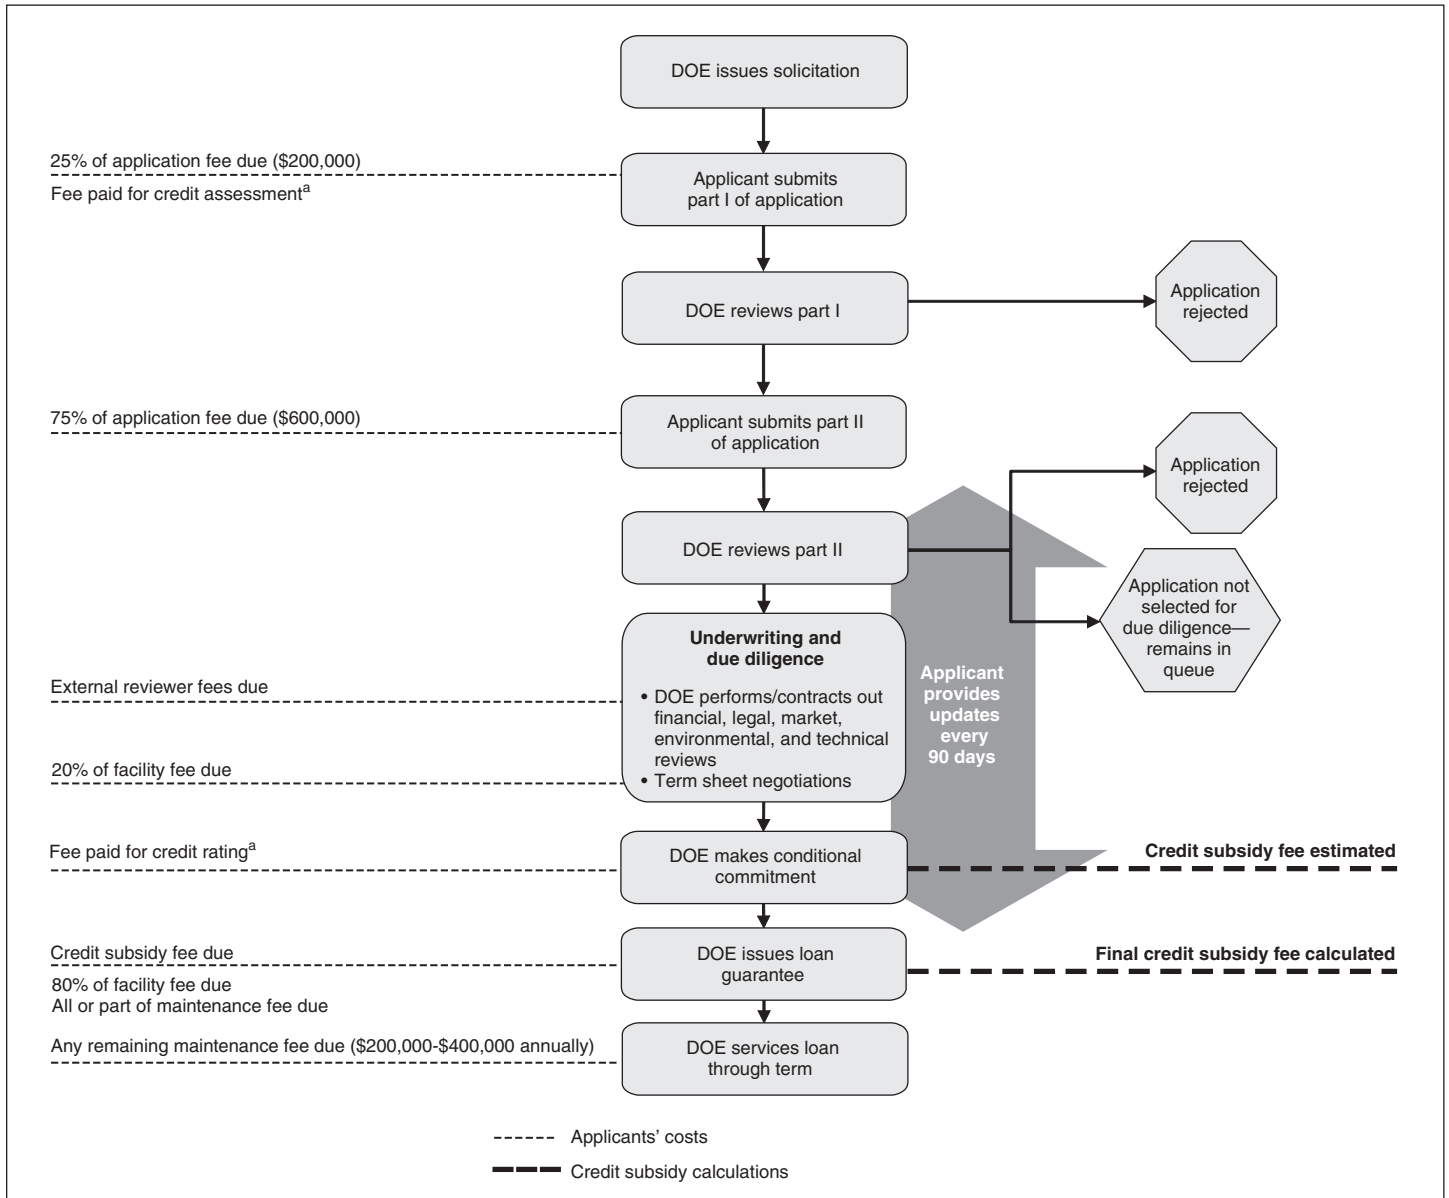 DOE issues solicitation
25% of application fee due ($200,000)
Fee paid for credit assessmentᵃ
Applicant submits
part I of application
DOE reviews part I
Application
rejected
75% of application fee due ($600,000)
Applicant submits part II
of application
DOE reviews part II
Application
rejected
Application not
selected for
due diligence—
remains in
queue
Underwriting and
due diligence
• DOE performs/contracts out
financial, legal, market,
environmental, and technical
reviews
• Term sheet negotiations
External reviewer fees due
20% of facility fee due
Applicant
provides
updates
every
90 days
Fee paid for credit ratingᵃ
DOE makes conditional
commitment
Credit subsidy fee estimated
Credit subsidy fee due
80% of facility fee due
All or part of maintenance fee due
DOE issues loan
guarantee
Final credit subsidy fee calculated
Any remaining maintenance fee due ($200,000-$400,000 annually)
DOE services loan
through term
Applicants’ costs
Credit subsidy calculations